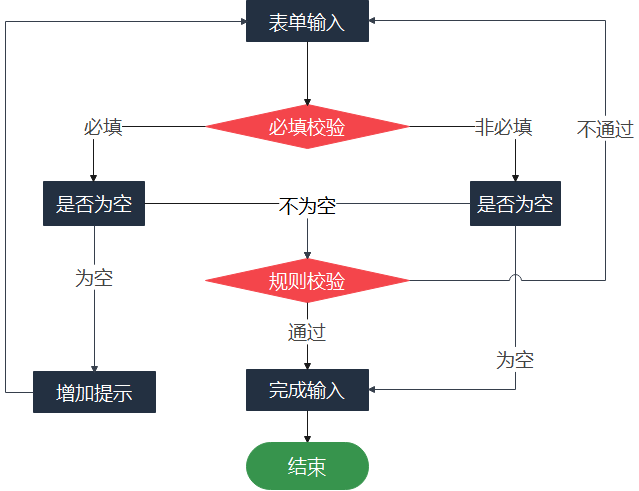 表单输入
必填
必填校验
非必填
不通过
是否为空
不为空
是否为空
为空
规则校验
通过
为空
增加提示
完成输入
结束